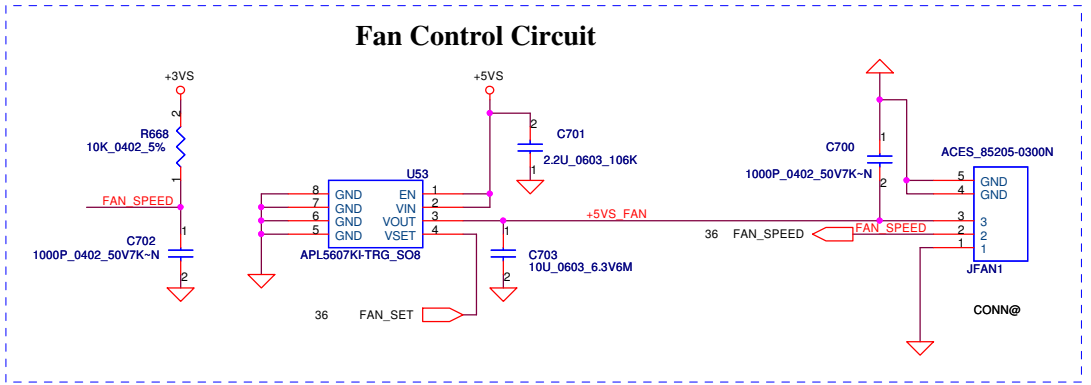 Fan Control Circuit
+3VS
2
R668
10K_0402_5%
1
FAN_SPEED
C702
1
1000P_0402_50V7K~N
2
+5VS
2
C701
2.2U_0603_106K
1
U53
8 GND EN 1
7 GND VIN 2
6 GND VOUT 3
5 GND VSET 4
APL5607KI-TRG_SO8
+5VS_FAN
1
C703
10U_0603_6.3V6M
2
36 FAN_SET
1
C700
1000P_0402_50V7K~N
2
36 FAN_SPEED
FAN_SPEED
ACES_85205-0300N
5 GND
4 GND
3 3
2 2
1 1
JFAN1
CONN@